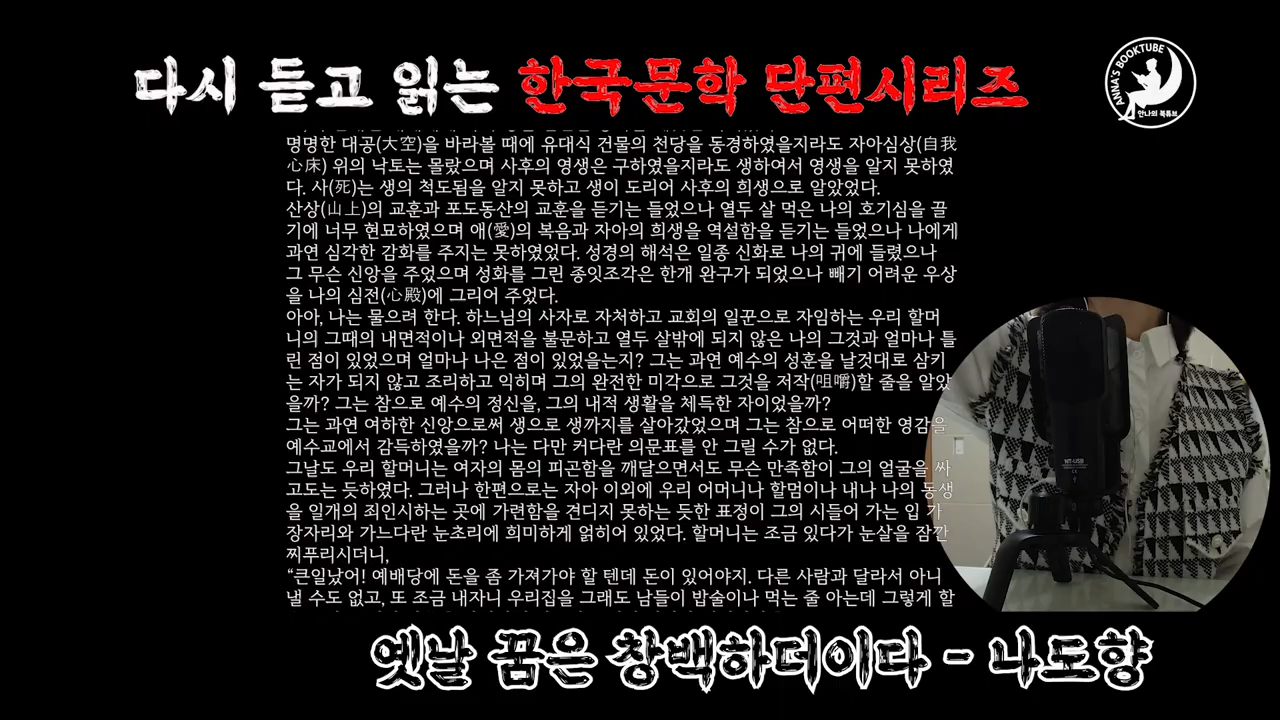 다시 듣고 읽는 한국문학 단편시리즈
ANNA'S BOOKTUBE
안나의 북튜브
명명한 대공(大空)을 바라볼 때에 유대식 건물의 천당을 동경하였을지라도 자아심상(自我
心床) 위의 낙토는 몰랐으며 사후의 영생은 구하였을지라도 생하여서 영생을 알지 못하였
다. 사(死)는 생의 척도됨을 알지 못하고 생이 도리어 사후의 희생으로 알았었다.
산상(山上)의 교훈과 포도동산의 교훈을 듣기는 들었으나 열두 살 먹은 나의 호기심을 끌
기에 너무 현모하였으며 애(愛)의 복음과 자아의 희생을 역설함을 듣기는 들었으나 나에게
과연 심각한 감화를 주지는 못하였었다. 성경의 해석은 일종 신화로 나의 귀에 들렸으나
그 무슨 신앙을 주었으며 성화를 그린 종잇조각은 한개 완구가 되었으나 빼기 어려운 우상
을 나의 심전(心殿)에 그리어 주었다.
아아, 나는 물으려 한다. 하느님의 사자로 자처하고 교회의 일꾼으로 자임하는 우리 할머
니의 그때의 내면적이나 외면적을 불문하고 열두 살밖에 되지 않은 나의 그것과 얼마나 틀
린 점이 있었으며 얼마나 나은 점이 있었을는지? 그는 과연 예수의 성훈을 날것대로 삼키
는 자가 되지 않고 조리하고 익히며 그의 완전한 미각으로 그것을 저작(咀嚼)할 줄을 알았
을까? 그는 참으로 예수의 정신을, 그의 내적 생활을 체득한 자이었을까?
그는 과연 여하한 신앙으로써 생으로 생까지를 살아갔었으며 그는 참으로 어떠한 영감을
예수교에서 감득하였을까? 나는 다만 커다란 의문표를 안 그릴 수가 없다.
그날도 우리 할머니는 여자의 몸의 피곤함을 깨달으면서도 무슨 만족함이 그의 얼굴을 싸
고도는 듯하였다. 그러나 한편으로는 자아 이외에 우리 어머니나 할멈이나 내나 나의 동생
을 일개의 죄인시하는 곳에 가련함을 견디지 못하는 듯한 표정이 그의 시들어 가는 입 가
장자리와 가느다란 눈초리에 희미하게 얽히어 있었다. 할머니는 조금 있다가 눈살을 잠깐
찌푸리시더니,
“큰일났어! 예배당에 돈을 좀 가져가야 할 텐데 돈이 있어야지. 다른 사람과 달라서 아니
낼 수도 없고, 또 조금 내자니 우리집을 그래도 남들이 밥술이나 먹는 줄 아는데 그렇게 할
NT-USB
옛날 꿈은 창백하더이다 - 나도향